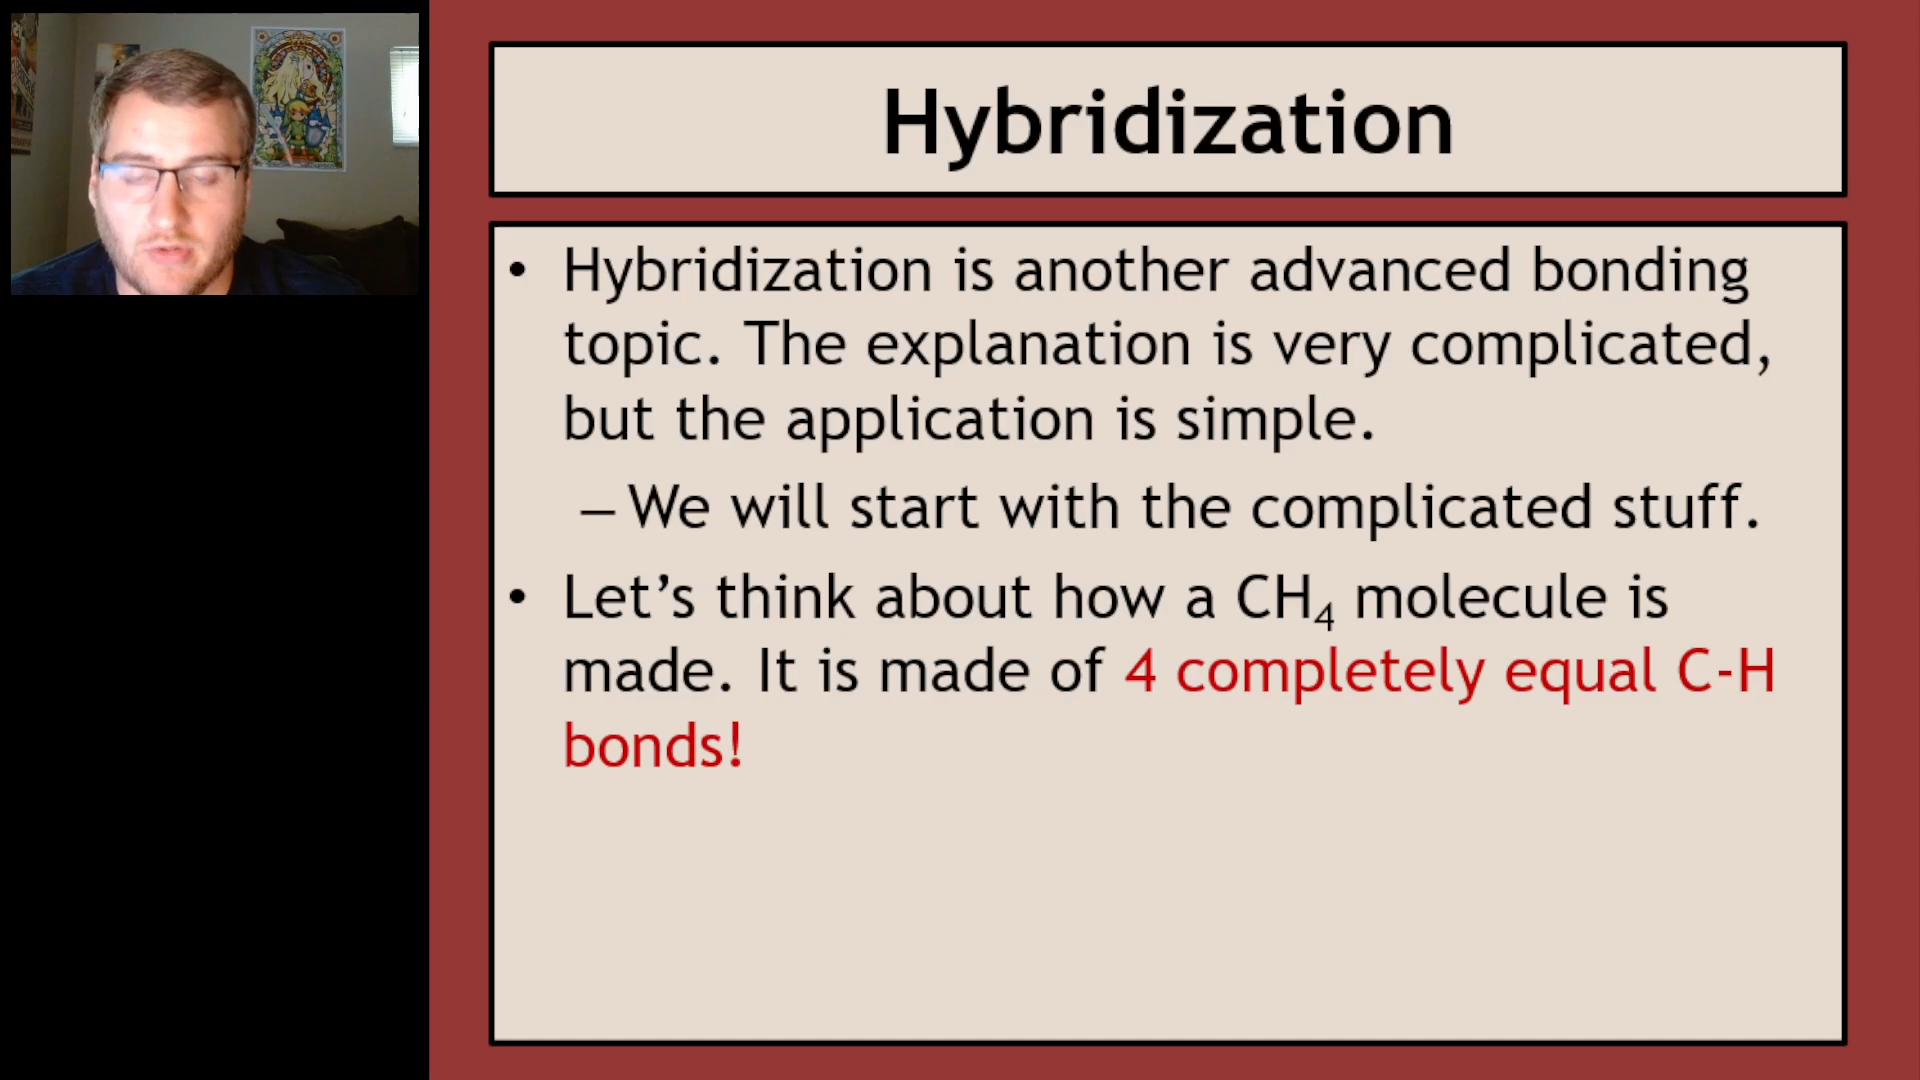 Hybridization
• Hybridization is another advanced bonding
topic. The explanation is very complicated,
but the application is simple.
– We will start with the complicated stuff.
• Let’s think about how a CH₄ molecule is
made. It is made of 4 completely equal C-H
bonds!